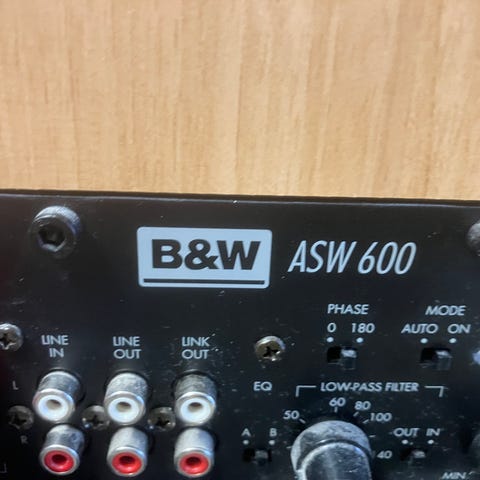 B&W ASW 600
PHASE MODE
0 180 AUTO ON
LINE IN LINE OUT LINK OUT
L EQ LOW-PASS FILTER
60 80
50 100
R A B 40 OUT IN
MIN.